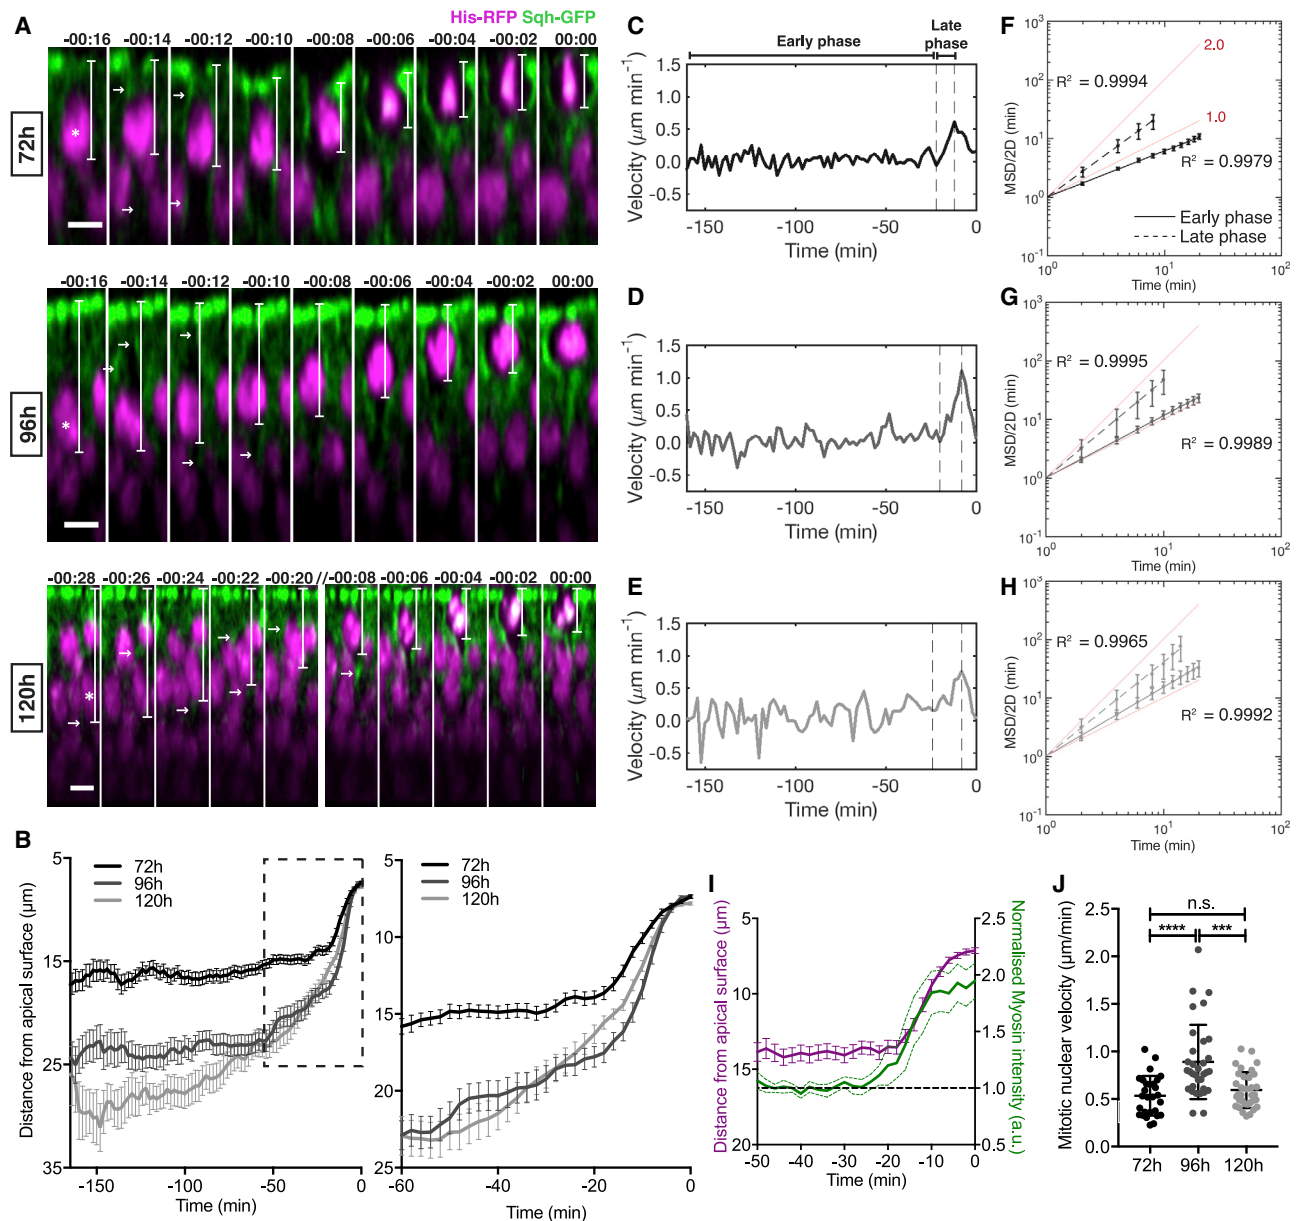 His-RFP Sqh-GFP
A
-00:16 -00:14 -00:12 -00:10 -00:08 -00:06 -00:04 -00:02 00:00
72h
*
-00:16 -00:14 -00:12 -00:10 -00:08 -00:06 -00:04 -00:02 00:00
96h
*
-00:28 -00:26 -00:24 -00:22 -00:20 // -00:08 -00:06 -00:04 -00:02 00:00
120h
*
B
72h
96h
120h
Distance from apical surface (µm)
5
15
25
35
-150 -100 -50 0
Time (min)
72h
96h
120h
5
10
15
20
25
-60 -40 -20 0
Time (min)
C
Early phase
Late
phase
Velocity (µm min⁻¹)
1.5
1.0
0.5
0
-0.5
-150 -100 -50 0
Time (min)
D
Velocity (µm min⁻¹)
1.5
1.0
0.5
0
-0.5
-150 -100 -50 0
Time (min)
E
Velocity (µm min⁻¹)
1.5
1.0
0.5
0
-0.5
-150 -100 -50 0
Time (min)
F
MSD/2D (min)
10³
10²
10¹
10⁰
10⁻¹
2.0
R² = 0.9994
1.0
R² = 0.9979
Early phase
Late phase
10⁰ 10¹ 10²
Time (min)
G
MSD/2D (min)
10³
10²
10¹
10⁰
10⁻¹
R² = 0.9995
R² = 0.9989
10⁰ 10¹ 10²
Time (min)
H
MSD/2D (min)
10³
10²
10¹
10⁰
10⁻¹
R² = 0.9965
R² = 0.9992
10⁰ 10¹ 10²
Time (min)
I
Distance from apical surface (µm)
5
10
15
20
Normalised Myosin intensity (a.u.)
2.5
2.0
1.5
1.0
0.5
-50 -40 -30 -20 -10 0
Time (min)
J
Mitotic nuclear velocity (µm/min)
2.5
2.0
1.5
1.0
0.5
0.0
n.s.
**** ***
72h 96h 120h